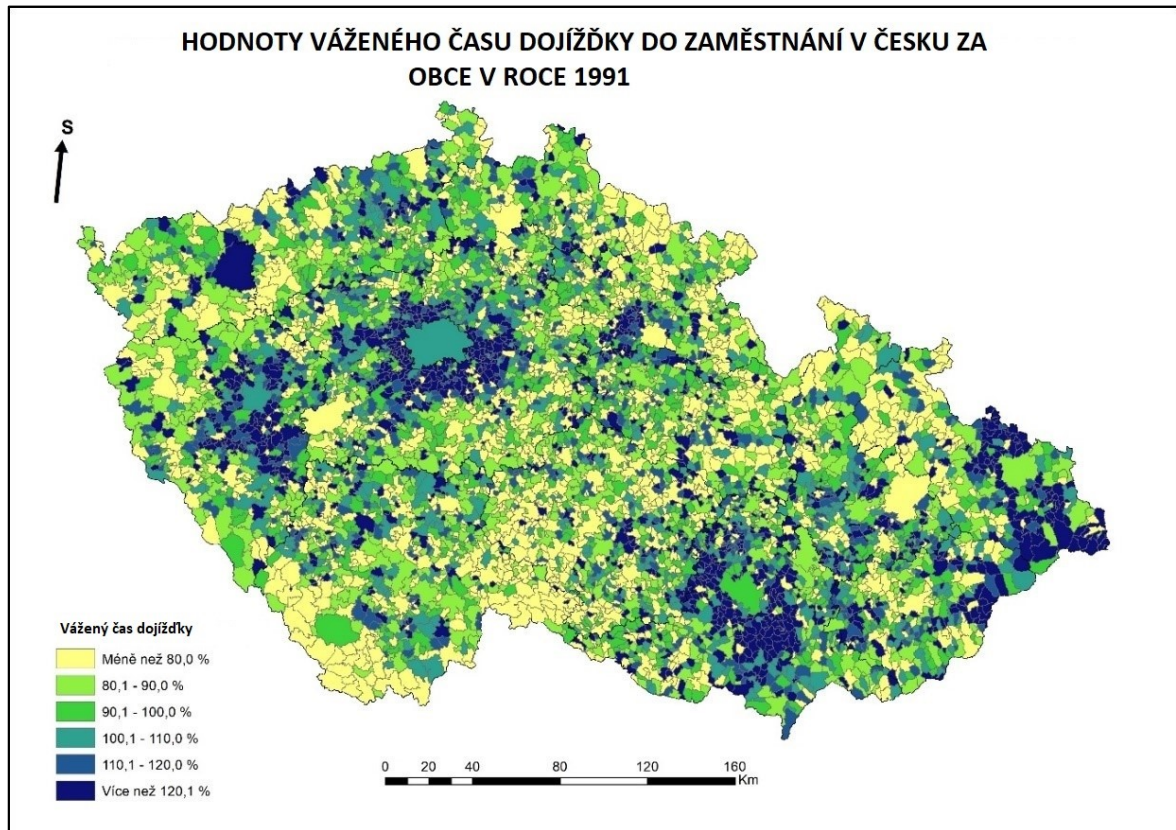 HODNOTY VÁŽENÉHO ČASU DOJÍŽĎKY DO ZAMĚSTNÁNÍ V ČESKU ZA
OBCE V ROCE 1991
S
Vážený čas dojížďky
Méně než 80,0 %
80,1 - 90,0 %
90,1 - 100,0 %
100,1 - 110,0 %
110,1 - 120,0 %
Více než 120,1 %
0 20 40 80 120 160
Km